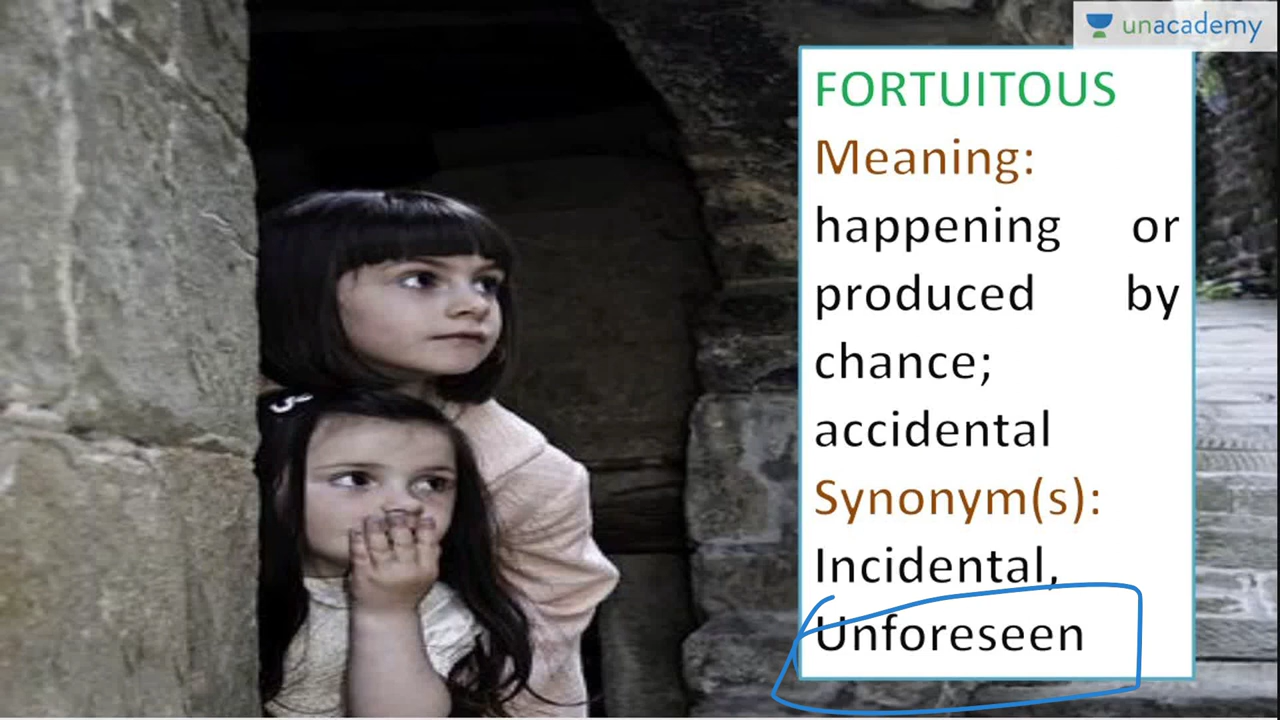 unacademy
FORTUITOUS
Meaning:
happening or
produced by
chance;
accidental
Synonym(s):
Incidental,
Unforeseen